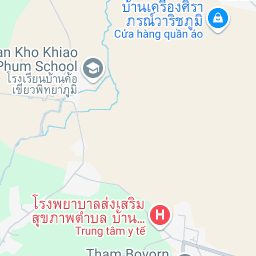 บ้านเครื่องศิรา
ภรณ์วาริชภูมิ
Cửa hàng quần áo
an Kho Khiao
Phum School
โรงเรียนบ้านค้อ
เขียวพิทยาภูมิ
โรงพยาบาลส่งเสริม
สุขภาพตำบล บ้าน...
Trung tâm y tế
Tham Bovorn